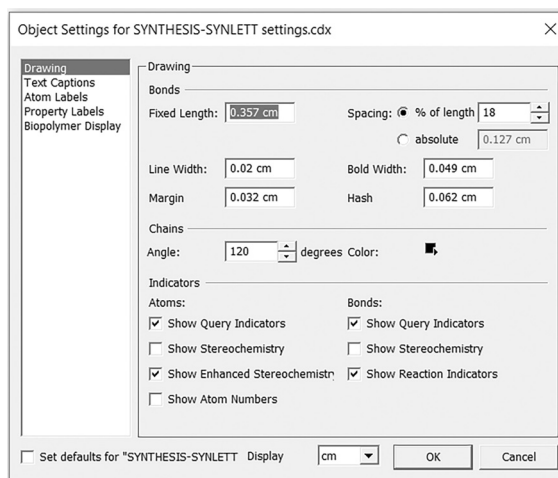 Object Settings for SYNTHESIS-SYNLETT settings.cdx
Drawing
Text Captions
Atom Labels
Property Labels
Biopolymer Display
Drawing
Bonds
Fixed Length: 0.357 cm Spacing: % of length 18
absolute 0.127 cm
Line Width: 0.02 cm Bold Width: 0.049 cm
Margin 0.032 cm Hash 0.062 cm
Chains
Angle: 120 degrees Color:
Indicators
Atoms: Bonds:
Show Query Indicators Show Query Indicators
Show Stereochemistry Show Stereochemistry
Show Enhanced Stereochemistry Show Reaction Indicators
Show Atom Numbers
Set defaults for "SYNTHESIS-SYNLETT Display cm OK Cancel